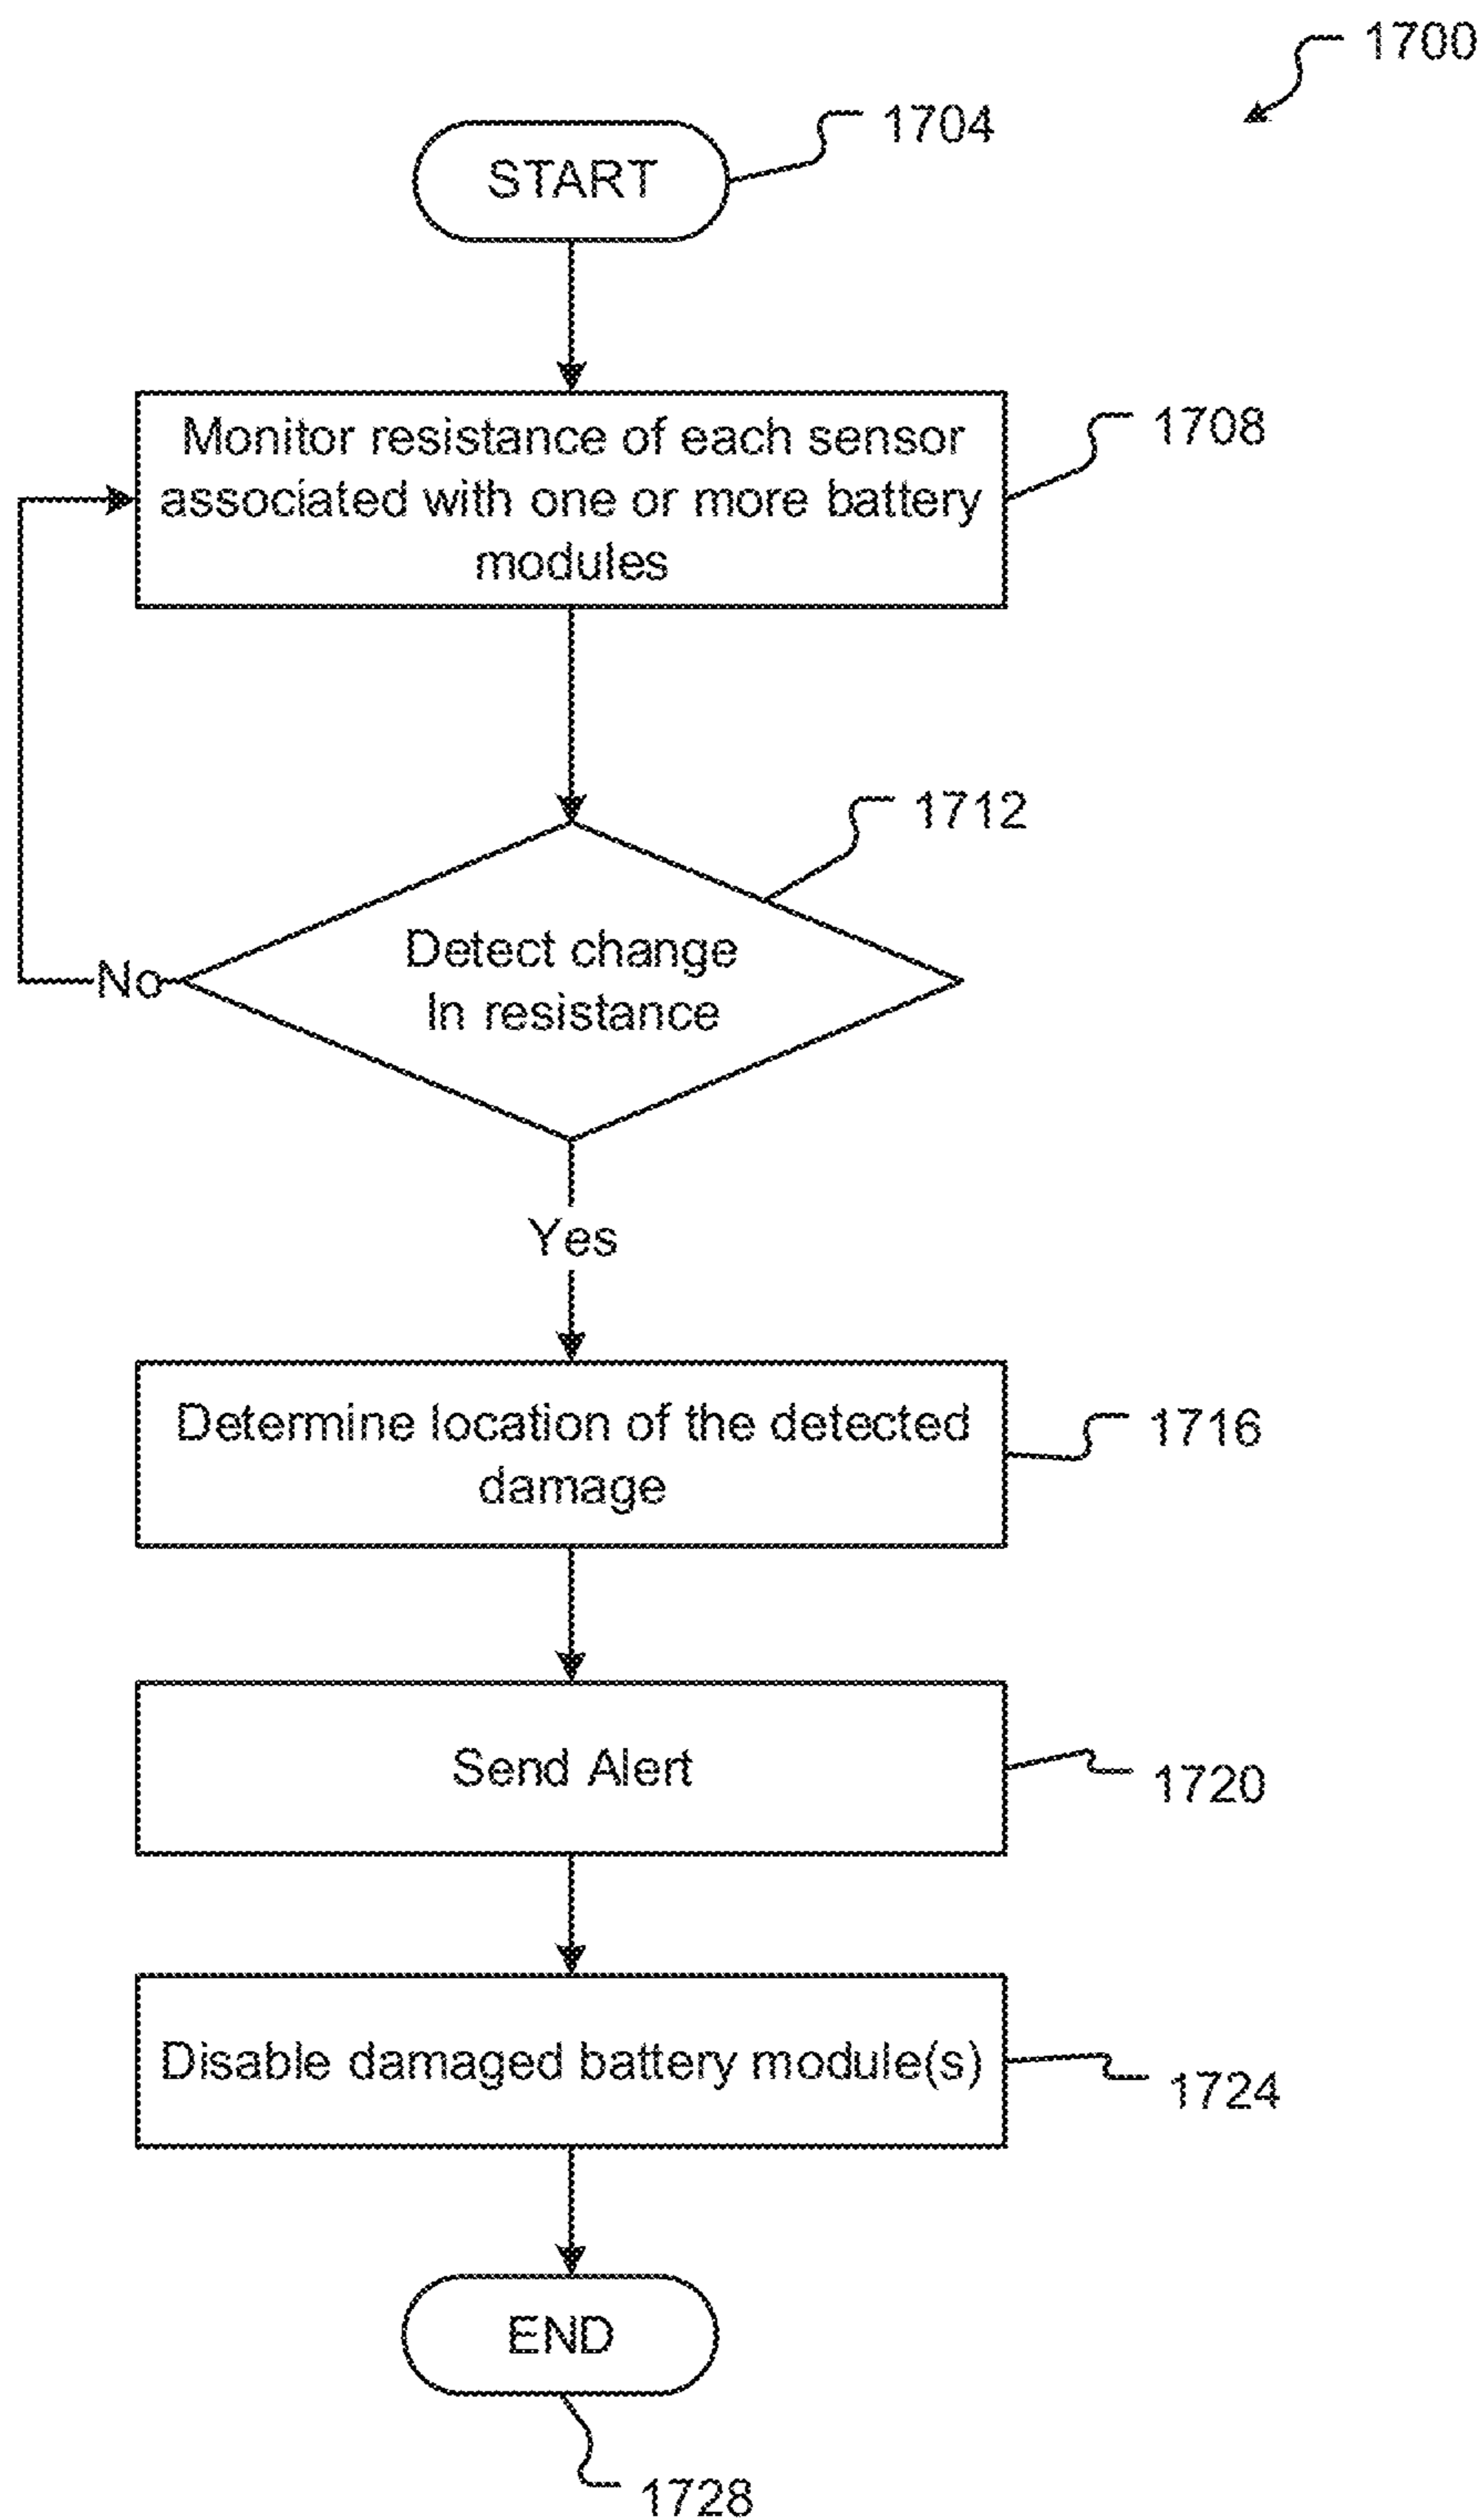 1700
1704
START
1708
Monitor resistance of each sensor
associated with one or more battery
modules
1712
Detect change
In resistance
No
Yes
Determine location of the detected
damage
1716
Send Alert
1720
Disable damaged battery module(s)
1724
END
1728